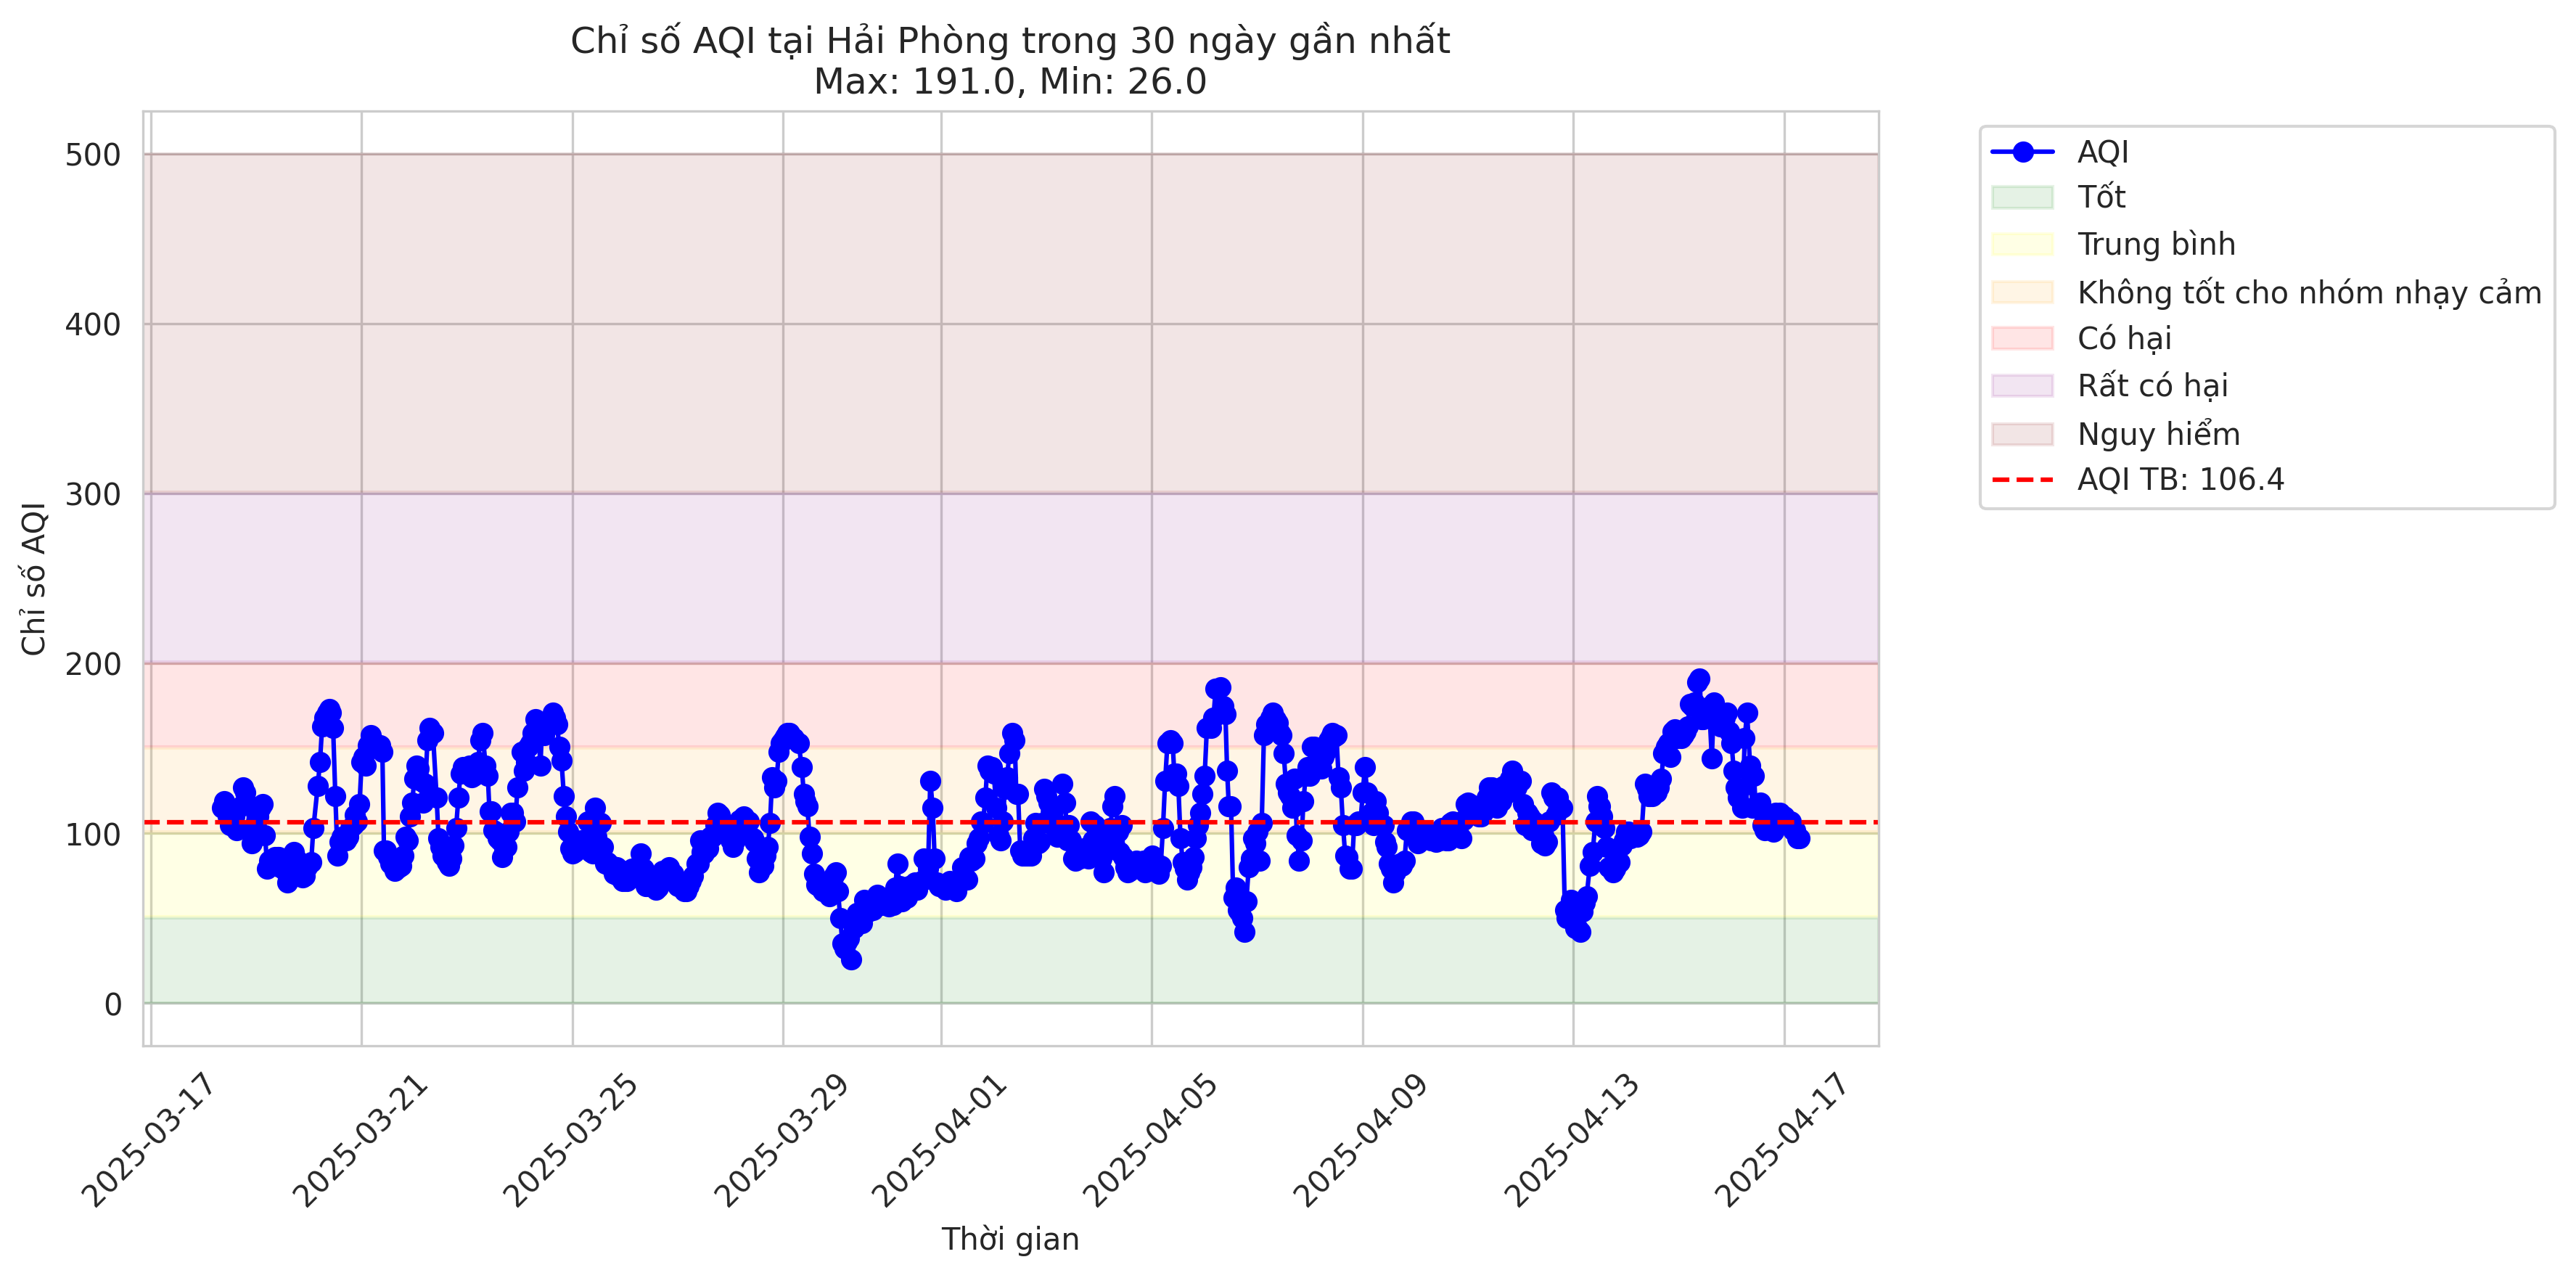 Chỉ số AQI tại Hải Phòng trong 30 ngày gần nhất
Max: 191.0, Min: 26.0
Chỉ số AQI
500
400
300
200
100
0
2025-03-17
2025-03-21
2025-03-25
2025-03-29
2025-04-01
2025-04-05
2025-04-09
2025-04-13
2025-04-17
Thời gian
AQI
Tốt
Trung bình
Không tốt cho nhóm nhạy cảm
Có hại
Rất có hại
Nguy hiểm
AQI TB: 106.4